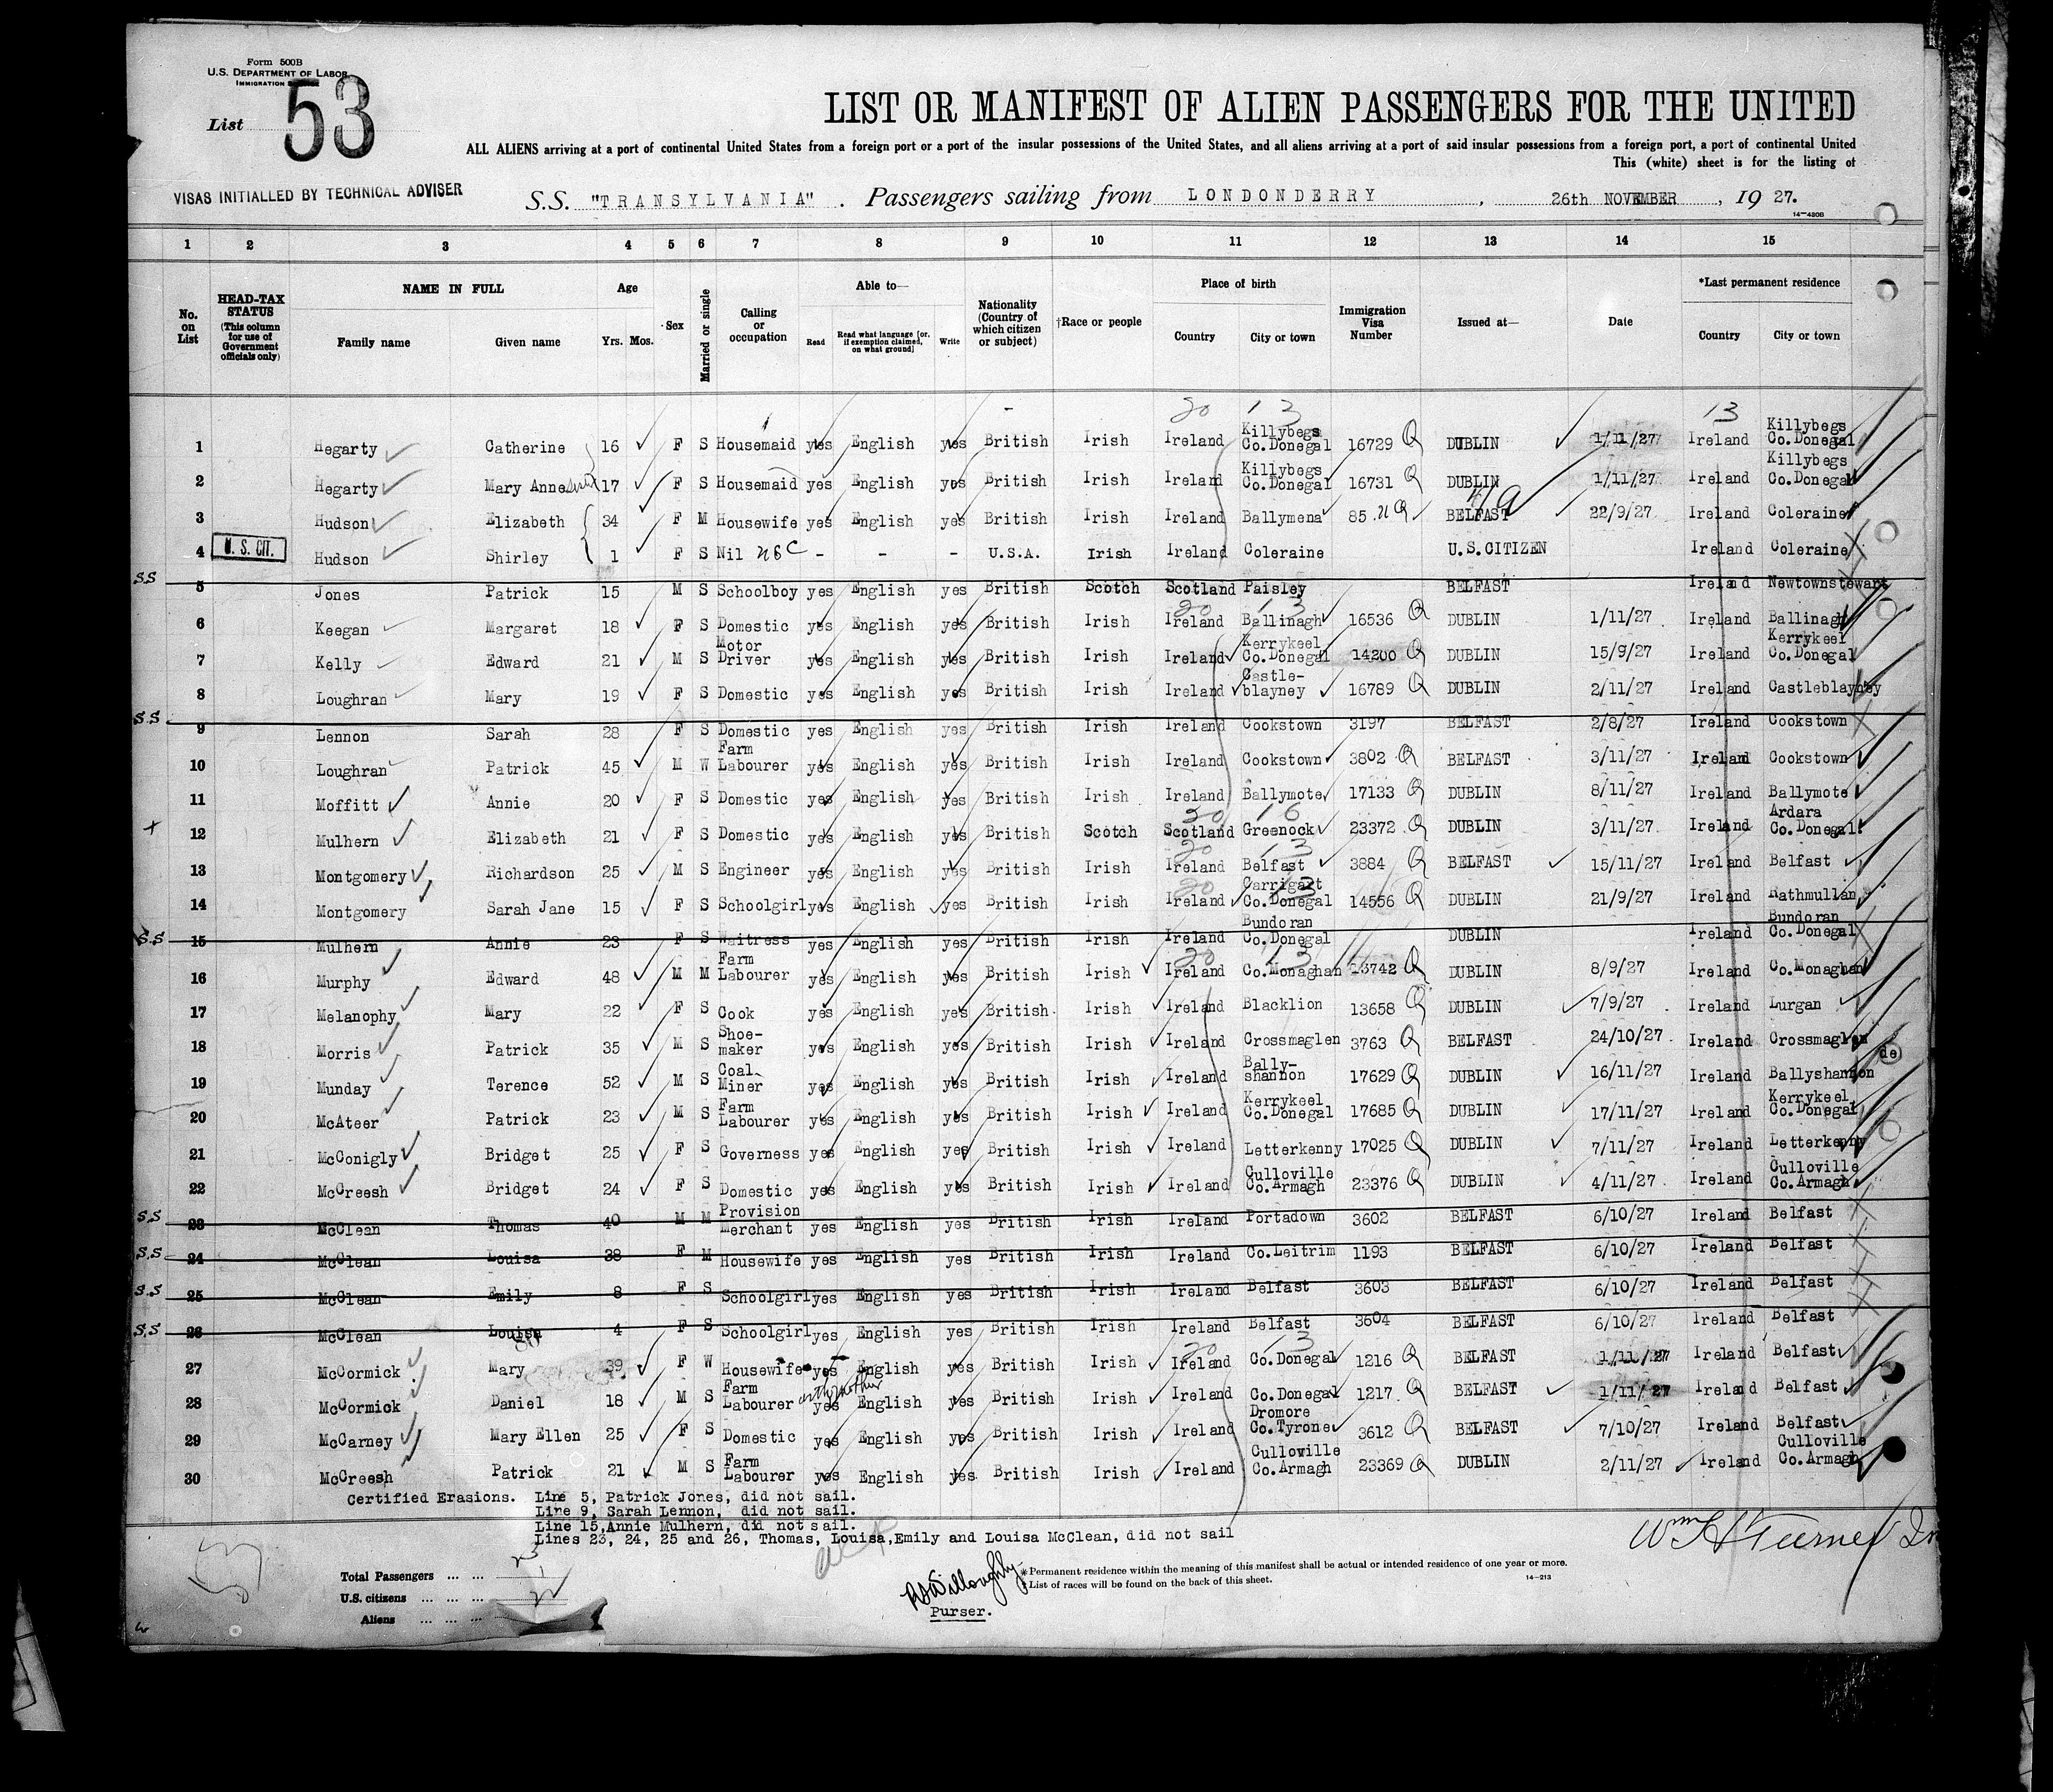 Form 500B
U.S. DEPARTMENT OF LABOR
IMMIGRATION
List 53
LIST OR MANIFEST OF ALIEN PASSENGERS FOR THE UNITED
ALL ALIENS arriving at a port of continental United States from a foreign port or a port of the insular possessions of the United States, and all aliens arriving at a port of said insular possessions from a foreign port, a port of continental United
This (white) sheet is for the listing of
VISAS INITIALLED BY TECHNICAL ADVISER
S.S. "TRANSYLVANIA". Passengers sailing from LONDONDERRY, 26th NOVEMBER, 19 27.
14-430B
1 2 3 4 5 6 7 8 9 10 11 12 13 14 15
No. on List
HEAD-TAX STATUS (This column for use of Government officials only)
NAME IN FULL Family name Given name
Age Yrs. Mos.
Sex
Married or single
Calling or occupation
Able to— Read Read what language [or, if exemption claimed, on what ground] Write
Nationality (Country of which citizen or subject)
†Race or people
Place of birth Country City or town
Immigration Visa Number
Issued at—
Date
*Last permanent residence Country City or town
20 13 13
1 Hegarty Catherine 16 F S Housemaid yes English yes British Irish Ireland Killybegs Co.Donegal 16729 Q DUBLIN 1/11/27 Ireland Killybegs Co.Donegal
2 Hegarty Mary Anne 17 F S Housemaid yes English yes British Irish Ireland Killybegs Co.Donegal 16731 Q DUBLIN 1/11/27 Ireland Killybegs Co.Donegal
3 Hudson Elizabeth 34 F M Housewife yes English yes British Irish Ireland Ballymena 85 BELFAST 22/9/27 Ireland Coleraine
4 U. S. CIT. Hudson Shirley 1 F S Nil - - - U.S.A. Irish Ireland Coleraine U.S.CITIZEN Ireland Coleraine
S.S 5 Jones Patrick 15 M S Schoolboy yes English yes British Scotch Scotland Paisley BELFAST Ireland Newtownstewart
20 13
6 Keegan Margaret 18 F S Domestic yes English yes British Irish Ireland Ballinagh 16536 Q DUBLIN 1/11/27 Ireland Ballinagh
7 Kelly Edward 21 M S Motor Driver yes English yes British Irish Ireland Kerrykeel Co.Donegal 14200 Q DUBLIN 15/9/27 Ireland Kerrykeel Co.Donegal
8 Loughran Mary 19 F S Domestic yes English yes British Irish Ireland Castle-blayney 16789 Q DUBLIN 2/11/27 Ireland Castleblayney
S.S 9 Lennon Sarah 28 F S Domestic yes English yes British Irish Ireland Cookstown 3197 BELFAST 2/8/27 Ireland Cookstown
10 Loughran Patrick 45 M W Farm Labourer yes English yes British Irish Ireland Cookstown 3802 Q BELFAST 3/11/27 Ireland Cookstown
11 Moffitt Annie 20 F S Domestic yes English yes British Irish Ireland Ballymote 17133 Q DUBLIN 8/11/27 Ireland Ballymote
20 16
12 Mulhern Elizabeth 21 F S Domestic yes English yes British Scotch Scotland Greenock 23372 Q DUBLIN 3/11/27 Ireland Ardara Co.Donegal
20 13
13 Montgomery Richardson 25 M S Engineer yes English yes British Irish Ireland Belfast 3884 Q BELFAST 15/11/27 Ireland Belfast
14 Montgomery Sarah Jane 15 F S Schoolgirl yes English yes British Irish Ireland Carrigart Co.Donegal 14556 Q DUBLIN 21/9/27 Ireland Rathmullan
S.S 15 Mulhern Annie 23 F S Waitress yes English yes British Irish Ireland Bundoran Co.Donegal DUBLIN Ireland Bundoran Co.Donegal
20 13
16 Murphy Edward 48 M M Farm Labourer yes English yes British Irish Ireland Co.Monaghan 13742 Q DUBLIN 8/9/27 Ireland Co.Monaghan
17 Melanophy Mary 22 F S Cook yes English yes British Irish Ireland Blacklion 13658 Q DUBLIN 7/9/27 Ireland Lurgan
18 Morris Patrick 35 M S Shoe-maker yes English yes British Irish Ireland Crossmaglen 3763 Q BELFAST 24/10/27 Ireland Crossmaglen
19 Munday Terence 52 M S Coal Miner yes English yes British Irish Ireland Bally-shannon 17629 Q DUBLIN 16/11/27 Ireland Ballyshannon
20 McAteer Patrick 23 M S Farm Labourer yes English yes British Irish Ireland Kerrykeel Co.Donegal 17685 Q DUBLIN 17/11/27 Ireland Kerrykeel Co.Donegal
21 McConigly Bridget 25 F S Governess yes English yes British Irish Ireland Letterkenny 17025 Q DUBLIN 7/11/27 Ireland Letterkenny
22 McCreesh Bridget 24 F S Domestic yes English yes British Irish Ireland Culloville Co.Armagh 23376 Q DUBLIN 4/11/27 Ireland Culloville Co.Armagh
S.S 23 McClean Thomas 40 M M Provision Merchant yes English yes British Irish Ireland Portadown 3602 BELFAST 6/10/27 Ireland Belfast
S.S 24 McClean Louisa 38 F M Housewife yes English yes British Irish Ireland Co.Leitrim 1193 BELFAST 6/10/27 Ireland Belfast
S.S 25 McClean Emily 8 F S Schoolgirl yes English yes British Irish Ireland Belfast 3603 BELFAST 6/10/27 Ireland Belfast
S.S 26 McClean Louisa 4 F S Schoolgirl yes English yes British Irish Ireland Belfast 3604 BELFAST 6/10/27 Ireland Belfast
20 13
27 McCormick Mary 39 F W Housewife yes English yes British Irish Ireland Co.Donegal 1216 Q BELFAST 1/11/27 Ireland Belfast
28 McCormick Daniel 18 M S Farm Labourer with mother yes English yes British Irish Ireland Co.Donegal 1217 Q BELFAST 1/11/27 Ireland Belfast
29 McCarney Mary Ellen 25 F S Domestic yes English yes British Irish Ireland Dromore Co.Tyrone 3612 Q BELFAST 7/10/27 Ireland Belfast
30 McCreesh Patrick 21 M S Farm Labourer yes English yes British Irish Ireland Culloville Co.Armagh 23369 Q DUBLIN 2/11/27 Ireland Culloville Co.Armagh
Certified Erasions. Line 5, Patrick Jones, did not sail.
Line 9, Sarah Lennon, did not sail.
Line 15,Annie Mulhern, did not sail.
Lines 23, 24, 25 and 26, Thomas, Louisa,Emily and Louisa McClean, did not sail
Wm H Turner
53
Total Passengers ... ... 23
U.S. citizens ... ... ... 1
Aliens ... ... ... 22
RSWilloughby
Purser.
*Permanent residence within the meaning of this manifest shall be actual or intended residence of one year or more.
†List of races will be found on the back of this sheet.
14-213